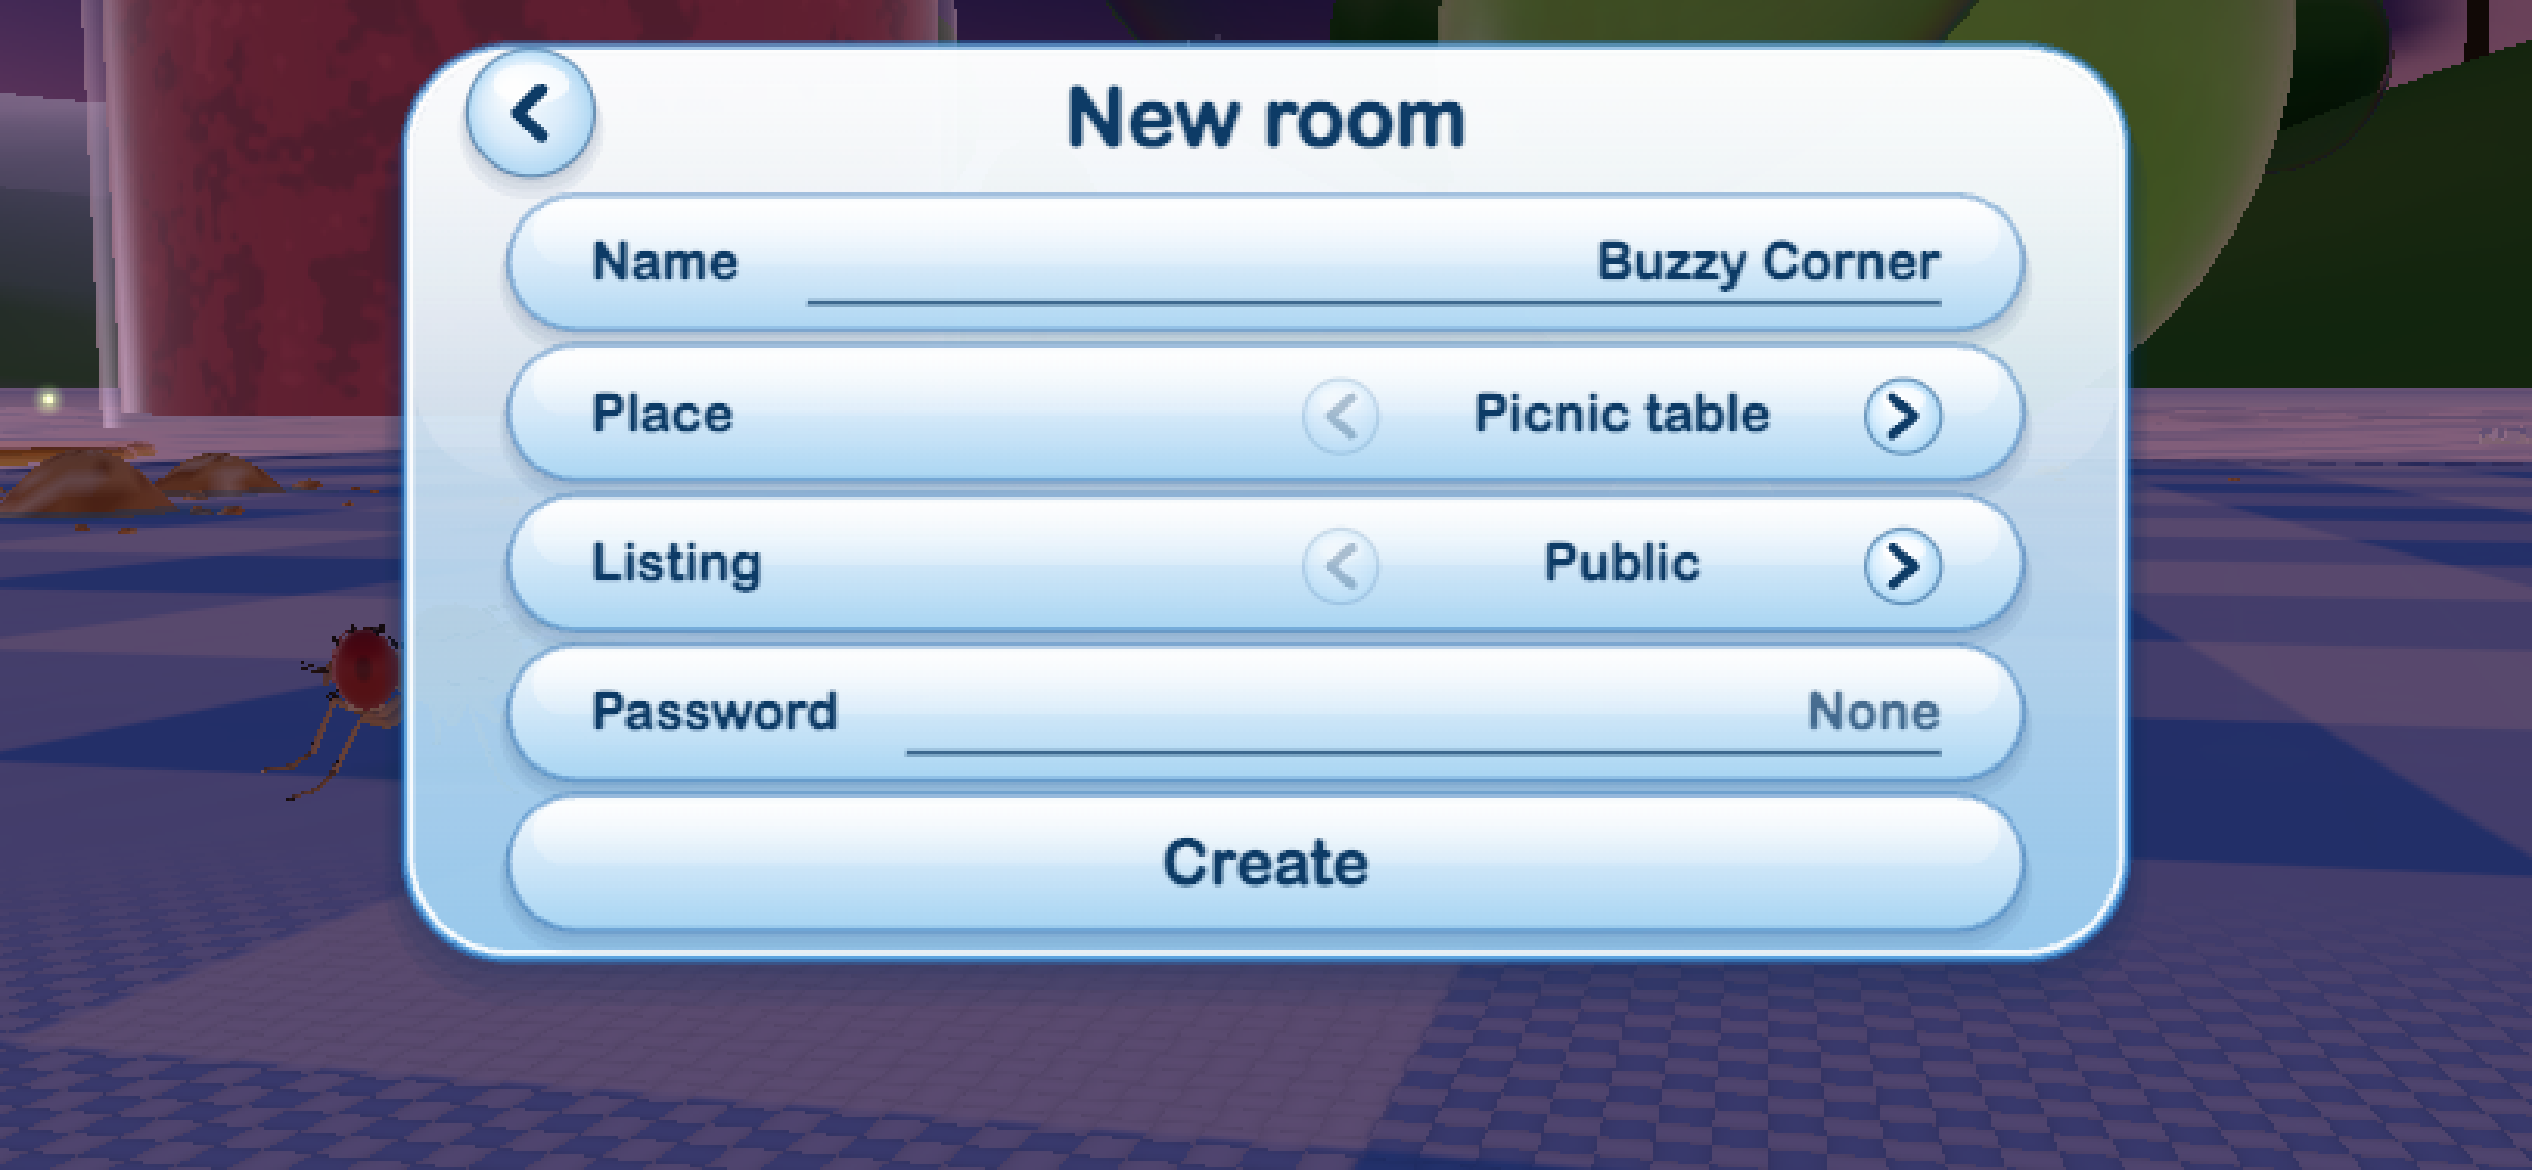 New room
Name Buzzy Corner
Place Picnic table
Listing Public
Password None
Create